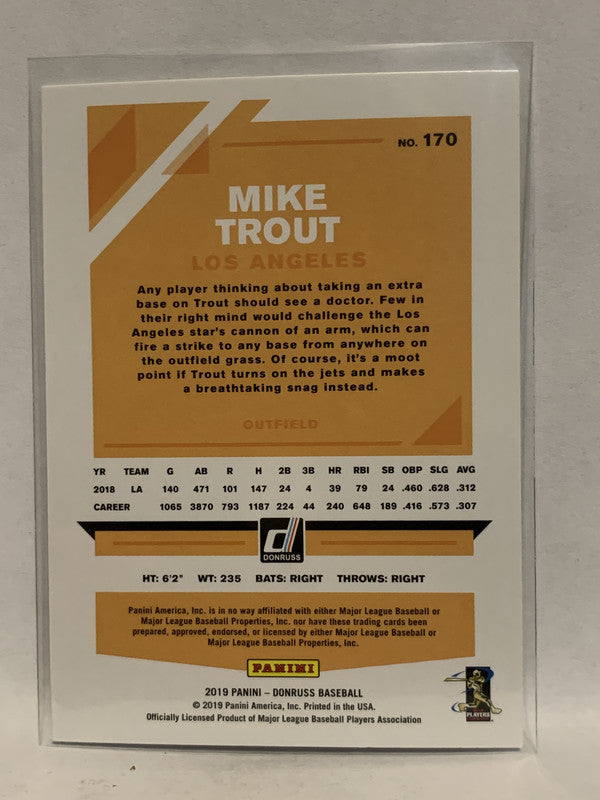 NO. 170
MIKE
TROUT
LOS ANGELES
Any player thinking about taking an extra
base on Trout should see a doctor. Few in
their right mind would challenge the Los
Angeles star's cannon of an arm, which can
fire a strike to any base from anywhere on
the outfield grass. Of course, it's a moot
point if Trout turns on the jets and makes
a breathtaking snag instead.
OUTFIELD
YR TEAM G AB R H 2B 3B HR RBI SB OBP SLG AVG
2018 LA 140 471 101 147 24 4 39 79 24 .460 .628 .312
CAREER 1065 3870 793 1187 224 44 240 648 189 .416 .573 .307
d
DONRUSS
HT: 6'2" WT: 235 BATS: RIGHT THROWS: RIGHT
Panini America, Inc. is in no way affiliated with either Major League Baseball or
Major League Baseball Properties, Inc. nor have these trading cards been
prepared, approved, endorsed, or licensed by either Major League Baseball or
Major League Baseball Properties, Inc.
PANINI
2019 PANINI – DONRUSS BASEBALL
© 2019 Panini America, Inc. Printed in the USA.
Officially Licensed Product of Major League Baseball Players Association
PLAYERS